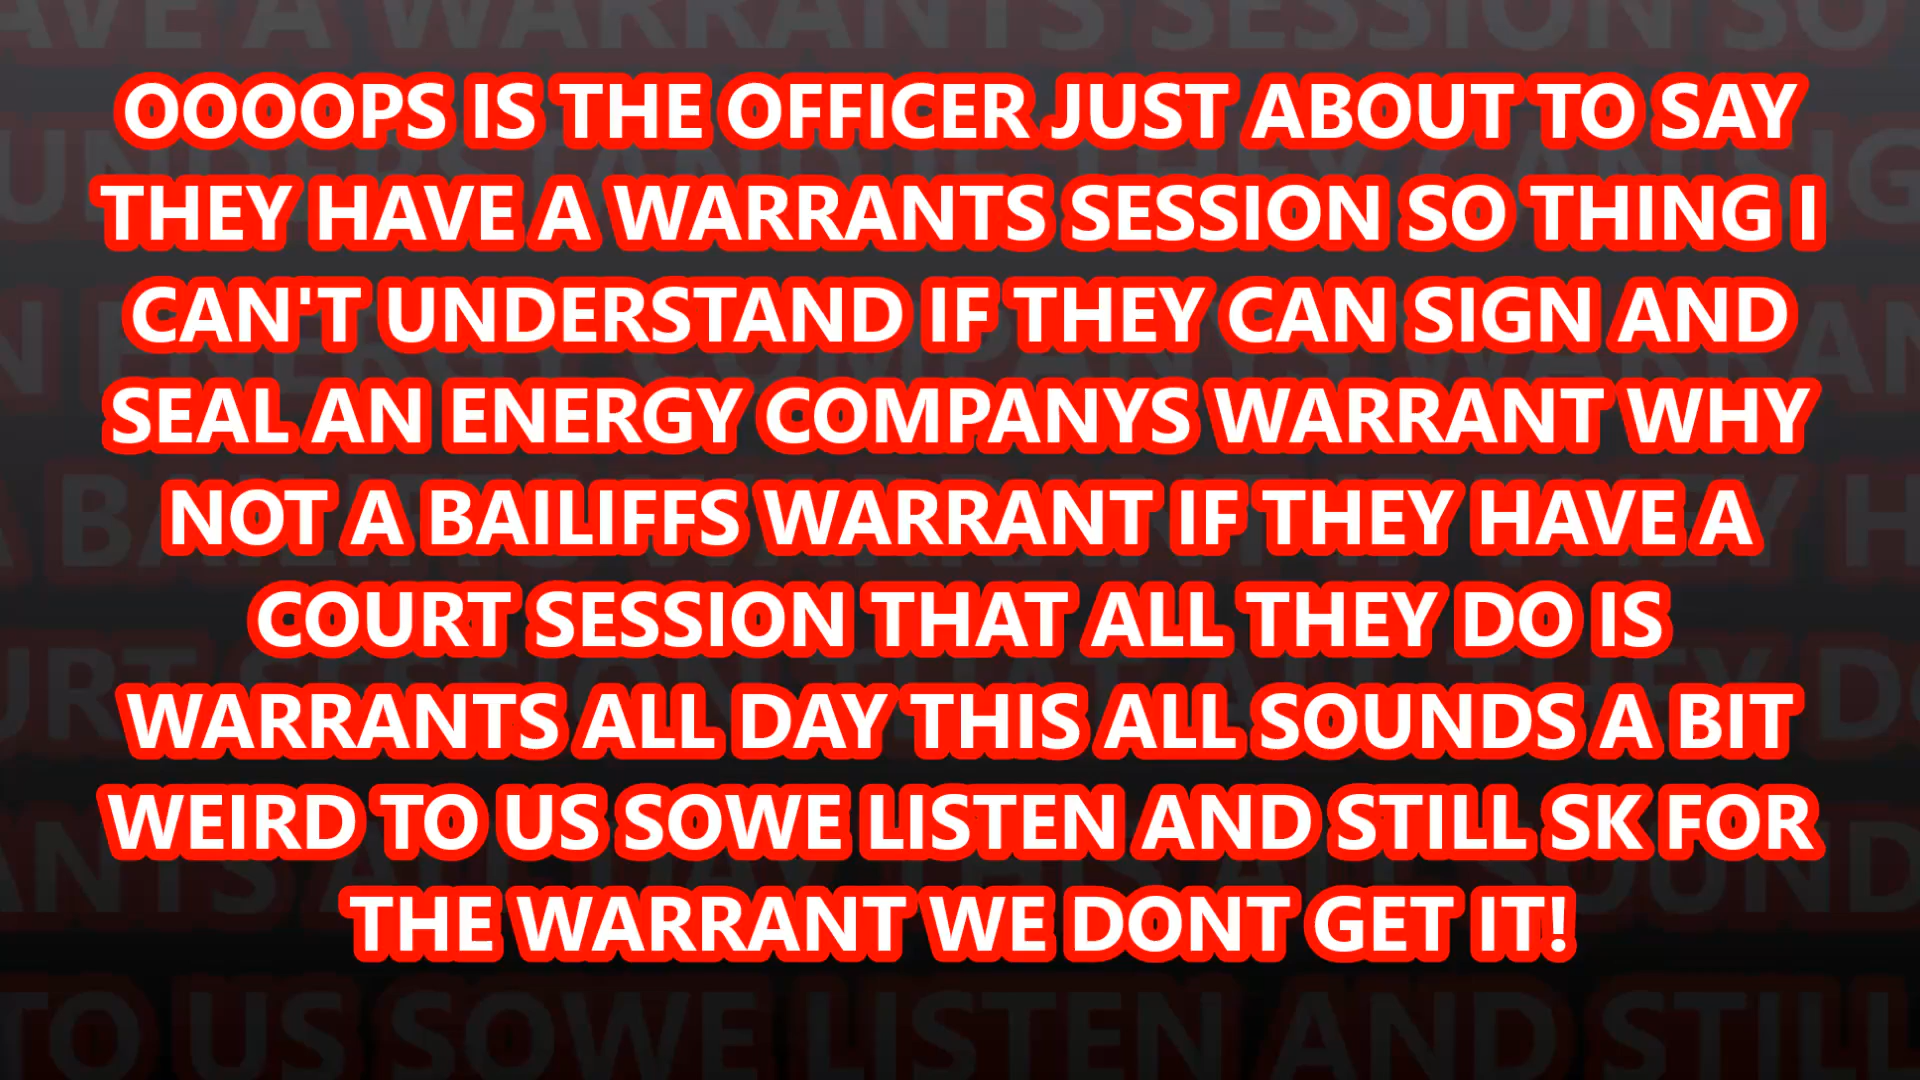 OOOOPS IS THE OFFICER JUST ABOUT TO SAY
THEY HAVE A WARRANTS SESSION SO THING I
CAN'T UNDERSTAND IF THEY CAN SIGN AND
SEAL AN ENERGY COMPANYS WARRANT WHY
NOT A BAILIFFS WARRANT IF THEY HAVE A
COURT SESSION THAT ALL THEY DO IS
WARRANTS ALL DAY THIS ALL SOUNDS A BIT
WEIRD TO US SOWE LISTEN AND STILL SK FOR
THE WARRANT WE DONT GET IT!